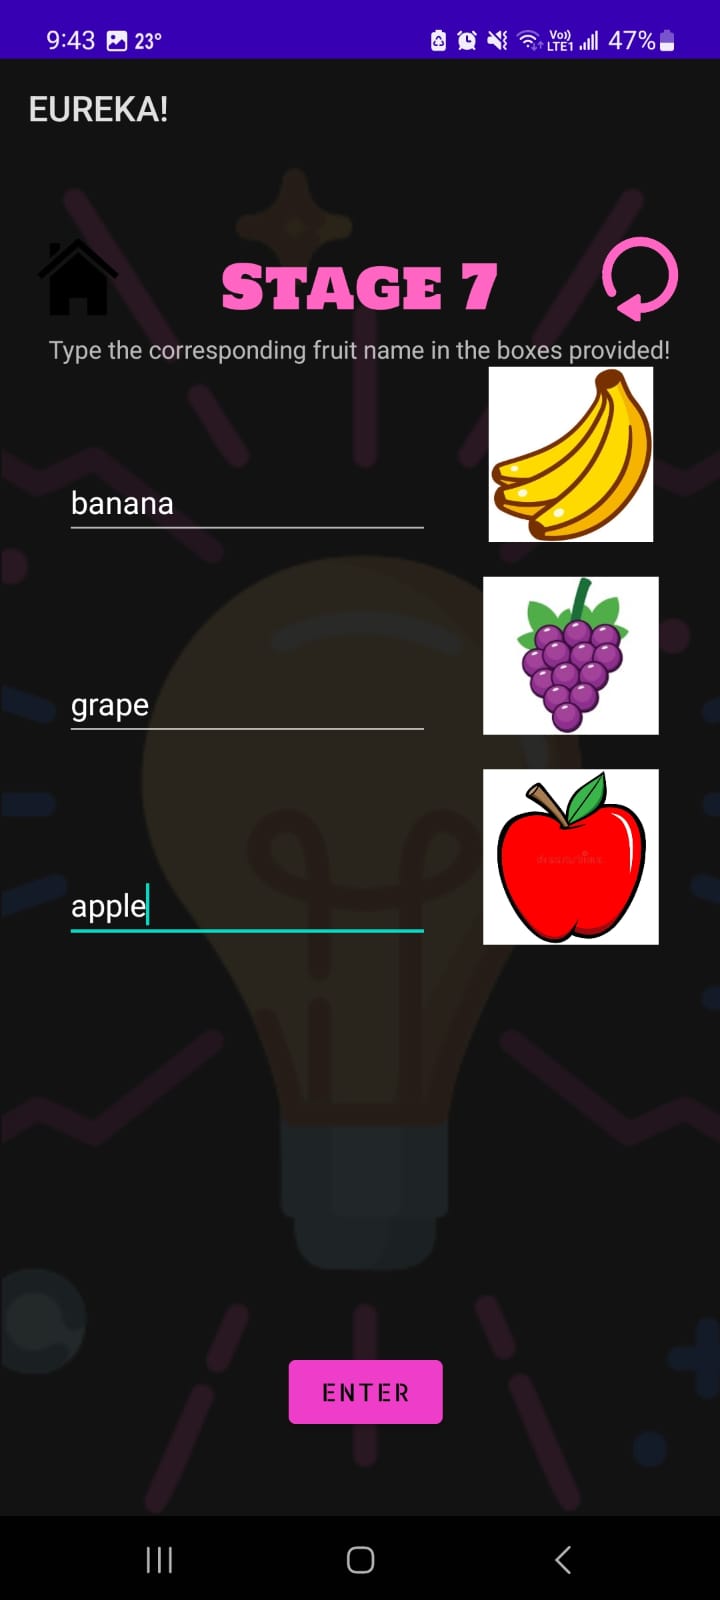 9:43 23° Vo)) LTE1 47%
EUREKA!
STAGE 7
Type the corresponding fruit name in the boxes provided!
banana
grape
apple
ENTER